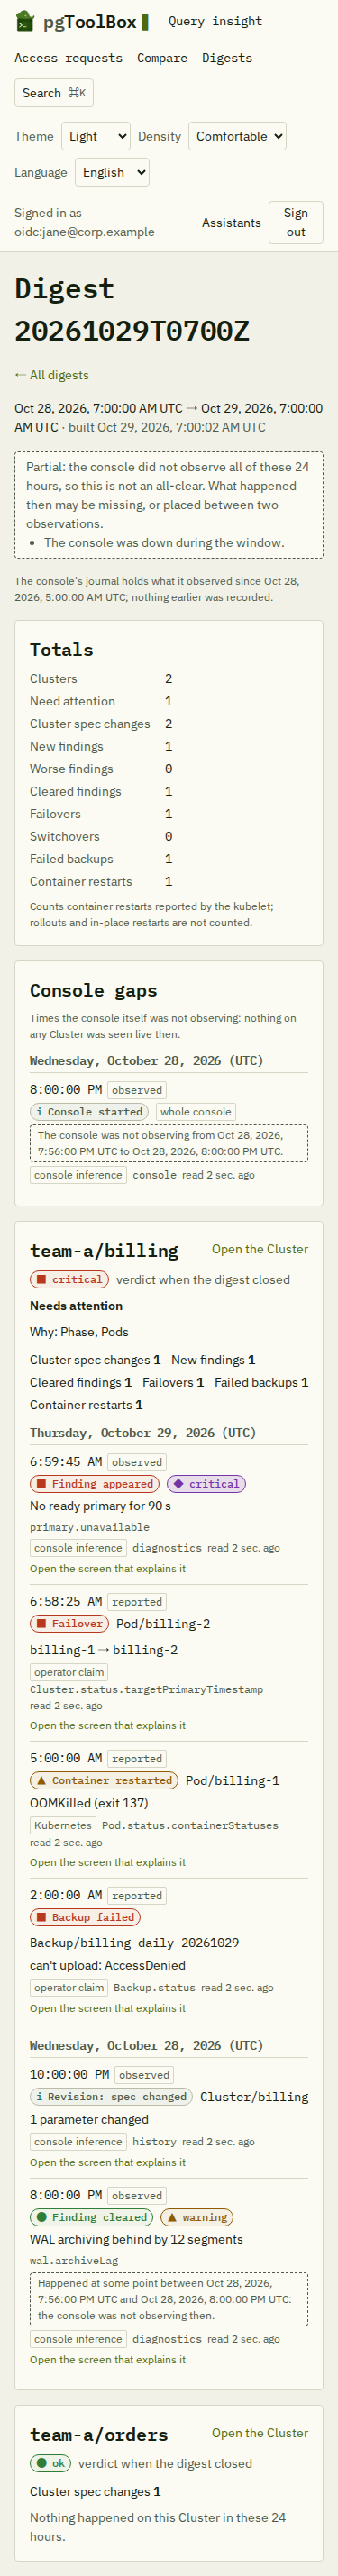 pgToolBox
Query insight
Access requests Compare Digests
Search ⌘K
Theme Light Density Comfortable
Language English
Signed in as
oidc:jane@corp.example
Assistants
Sign
out
Digest
20261029T0700Z
← All digests
Oct 28, 2026, 7:00:00 AM UTC → Oct 29, 2026, 7:00:00
AM UTC · built Oct 29, 2026, 7:00:02 AM UTC
Partial: the console did not observe all of these 24
hours, so this is not an all-clear. What happened
then may be missing, or placed between two
observations.
• The console was down during the window.
The console's journal holds what it observed since Oct 28,
2026, 5:00:00 AM UTC; nothing earlier was recorded.
Totals
Clusters 2
Need attention 1
Cluster spec changes 2
New findings 1
Worse findings 0
Cleared findings 1
Failovers 1
Switchovers 0
Failed backups 1
Container restarts 1
Counts container restarts reported by the kubelet;
rollouts and in-place restarts are not counted.
Console gaps
Times the console itself was not observing: nothing on
any Cluster was seen live then.
Wednesday, October 28, 2026 (UTC)
8:00:00 PM observed
i Console started whole console
The console was not observing from Oct 28, 2026,
7:56:00 PM UTC to Oct 28, 2026, 8:00:00 PM UTC.
console inference console read 2 sec. ago
team-a/billing Open the Cluster
critical verdict when the digest closed
Needs attention
Why: Phase, Pods
Cluster spec changes 1 New findings 1
Cleared findings 1 Failovers 1 Failed backups 1
Container restarts 1
Thursday, October 29, 2026 (UTC)
6:59:45 AM observed
Finding appeared critical
No ready primary for 90 s
primary.unavailable
console inference diagnostics read 2 sec. ago
Open the screen that explains it
6:58:25 AM reported
Failover Pod/billing-2
billing-1 → billing-2
operator claim
Cluster.status.targetPrimaryTimestamp
read 2 sec. ago
Open the screen that explains it
5:00:00 AM reported
Container restarted Pod/billing-1
OOMKilled (exit 137)
Kubernetes Pod.status.containerStatuses
read 2 sec. ago
Open the screen that explains it
2:00:00 AM reported
Backup failed
Backup/billing-daily-20261029
can't upload: AccessDenied
operator claim Backup.status read 2 sec. ago
Open the screen that explains it
Wednesday, October 28, 2026 (UTC)
10:00:00 PM observed
i Revision: spec changed Cluster/billing
1 parameter changed
console inference history read 2 sec. ago
Open the screen that explains it
8:00:00 PM observed
Finding cleared warning
WAL archiving behind by 12 segments
wal.archiveLag
Happened at some point between Oct 28, 2026,
7:56:00 PM UTC and Oct 28, 2026, 8:00:00 PM UTC:
the console was not observing then.
console inference diagnostics read 2 sec. ago
Open the screen that explains it
team-a/orders Open the Cluster
ok verdict when the digest closed
Cluster spec changes 1
Nothing happened on this Cluster in these 24
hours.